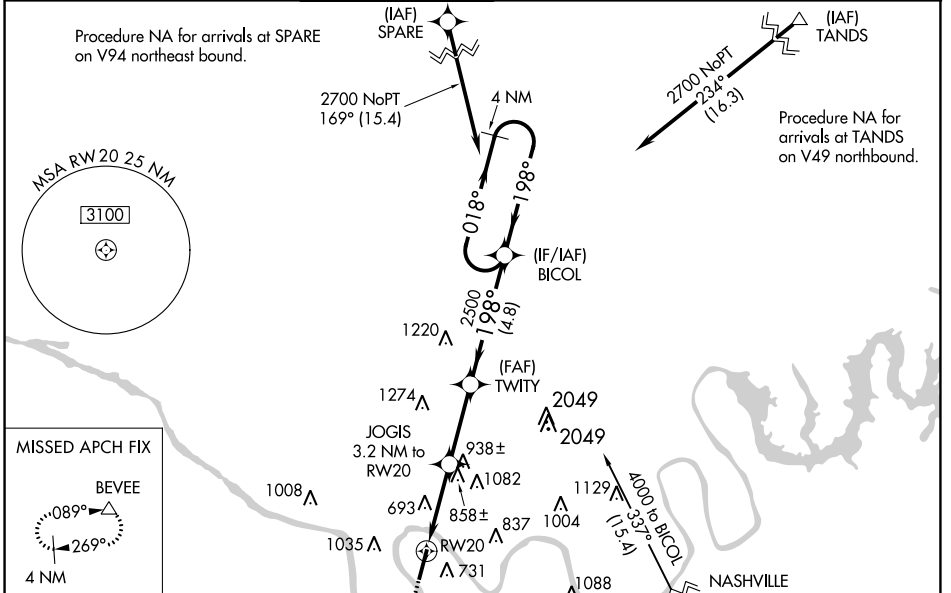 Procedure NA for arrivals at SPARE
on V94 northeast bound.
(IAF)
SPARE
(IAF)
TANDS
2700 NoPT
169° (15.4)
4 NM
2700 NoPT
234°
(16.3)
Procedure NA for
arrivals at TANDS
on V49 northbound.
MSA RW20 25 NM
3100
018°
198°
(IF/IAF)
BICOL
2500
198°
(4.8)
1220
(FAF)
TWITY
1274
2049
2049
JOGIS
3.2 NM to
RW20
938±
1082
858±
693
1008
1035
837
1004
1129
4000 to BICOL
337°
(15.4)
RW20
731
1088
NASHVILLE
MISSED APCH FIX
BEVEE
089°
269°
4 NM